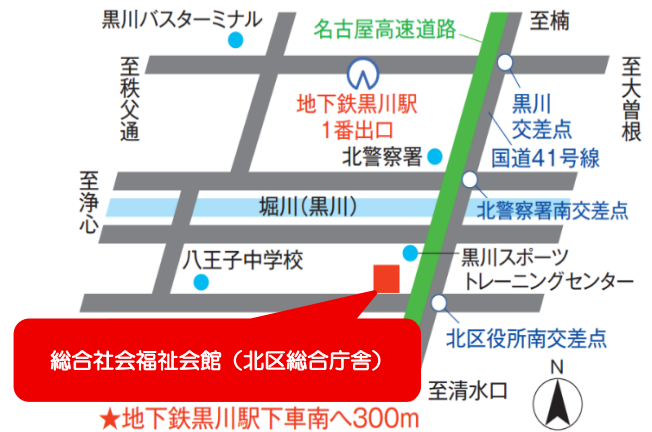 黒川バスターミナル
名古屋高速道路
至楠
至秩父通
至大曽根
地下鉄黒川駅
1番出口
黒川
交差点
北警察署
国道41号線
至浄心
堀川(黒川)
北警察署南交差点
八王子中学校
黒川スポーツ
トレーニングセンター
北区役所南交差点
総合社会福祉会館（北区総合庁舎）
至清水口
N
★地下鉄黒川駅下車南へ300m